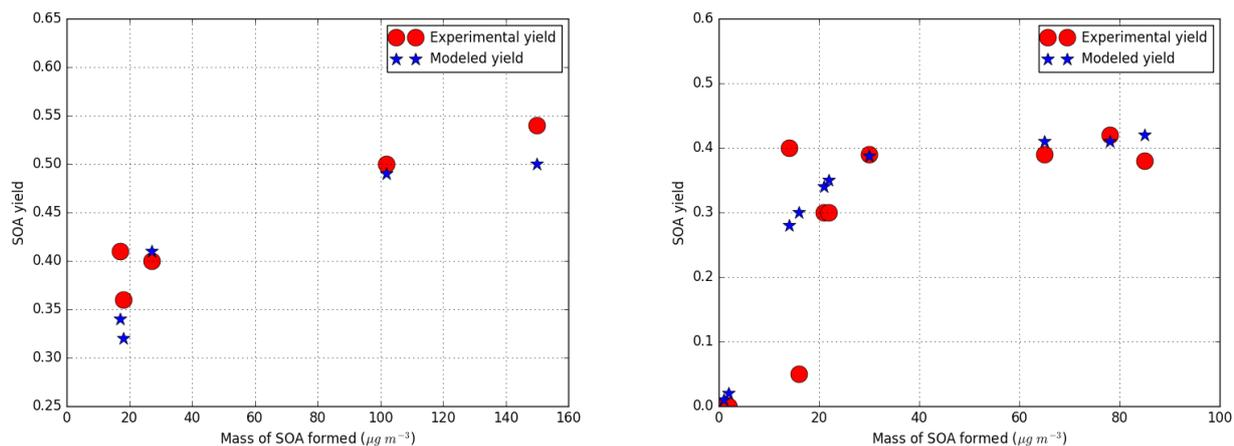 0.65
0.60
0.55
0.50
0.45
0.40
0.35
0.30
0.25
SOA yield
0 20 40 60 80 100 120 140 160
Mass of SOA formed (μg m⁻³)
Experimental yield
Modeled yield
0.6
0.5
0.4
0.3
0.2
0.1
0.0
SOA yield
0 20 40 60 80 100
Mass of SOA formed (μg m⁻³)
Experimental yield
Modeled yield